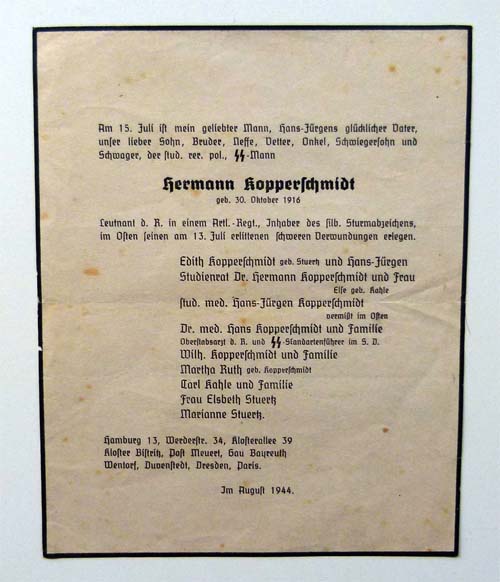 Am 15. Juli ist mein geliebter Mann, Hans-Jürgens glücklicher Vater,
unser lieber Sohn, Bruder, Neffe, Vetter, Onkel, Schwiegersohn und
Schwager, der stud. rer. pol., SS-Mann
Hermann Kopperschmidt
geb. 30. Oktober 1916
Leutnant d. R. in einem Artl.-Regt., Inhaber des silb. Sturmabzeichens,
im Osten seinen am 13. Juli erlittenen schweren Verwundungen erlegen.
Edith Kopperschmidt geb. Stuertz und Hans-Jürgen
Studienrat Dr. Hermann Kopperschmidt und Frau
Else geb. Kahle
stud. med. Hans-Jürgen Kopperschmidt
vermißt im Osten
Dr. med. Hans Kopperschmidt und Familie
Oberstabsarzt d. R. und SS-Standartenführer im S. D.
Wilh. Kopperschmidt und Familie
Martha Ruth geb. Kopperschmidt
Carl Kahle und Familie
Frau Elsbeth Stuertz
Marianne Stuertz.
Hamburg 13, Werderstr. 34, Klosterallee 39
Kloster Bistritz, Post Neuert, Gau Bayreuth
Wentorf, Duvenstedt, Dresden, Paris.
Im August 1944.